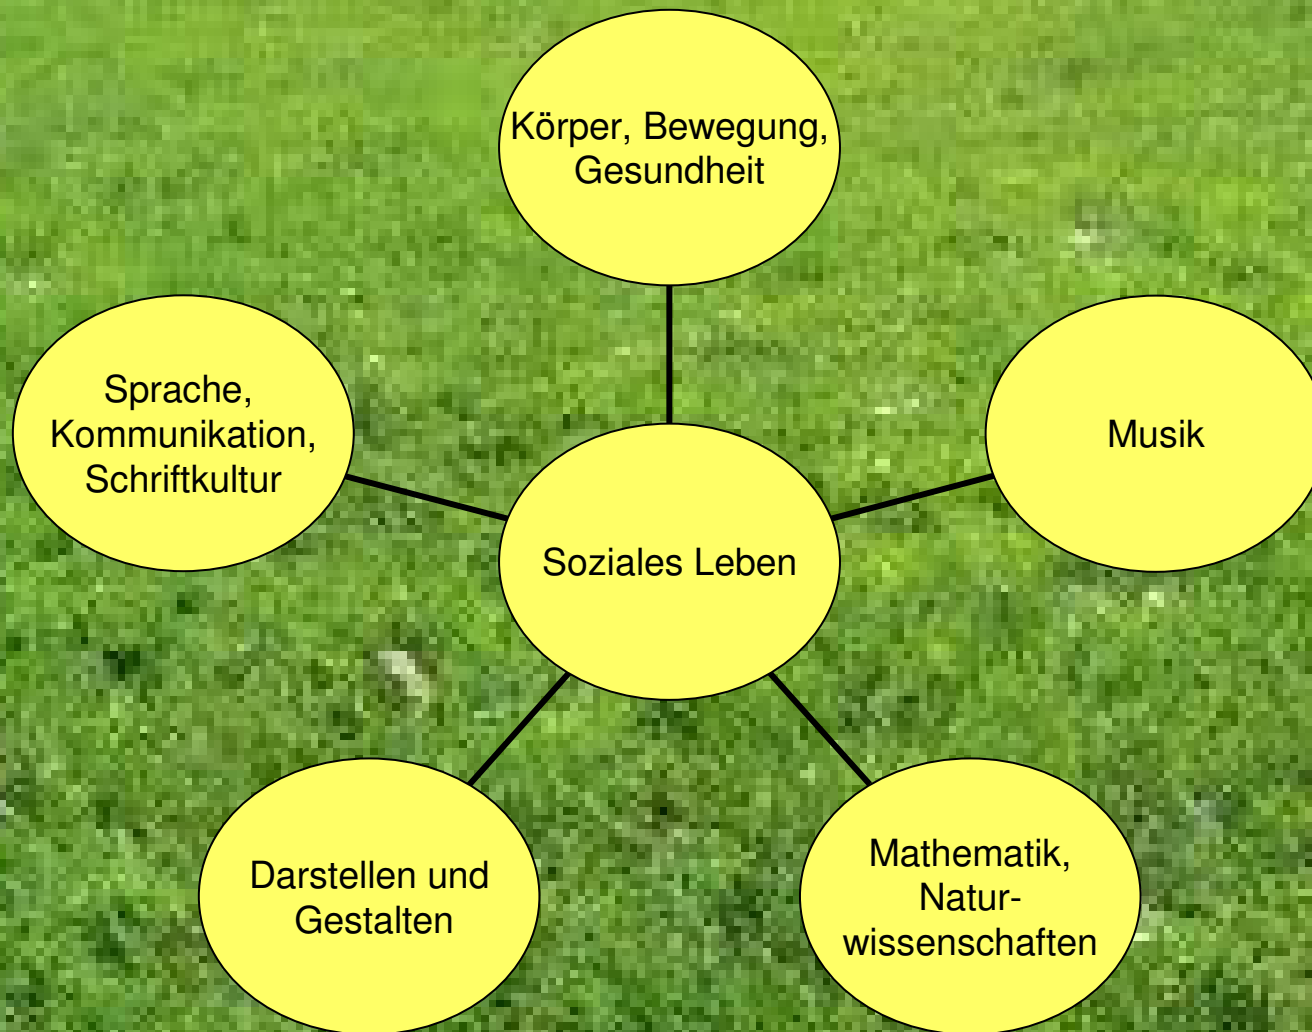 Körper, Bewegung,
Gesundheit
Sprache,
Kommunikation,
Schriftkultur
Musik
Soziales Leben
Darstellen und
Gestalten
Mathematik,
Natur-
wissenschaften